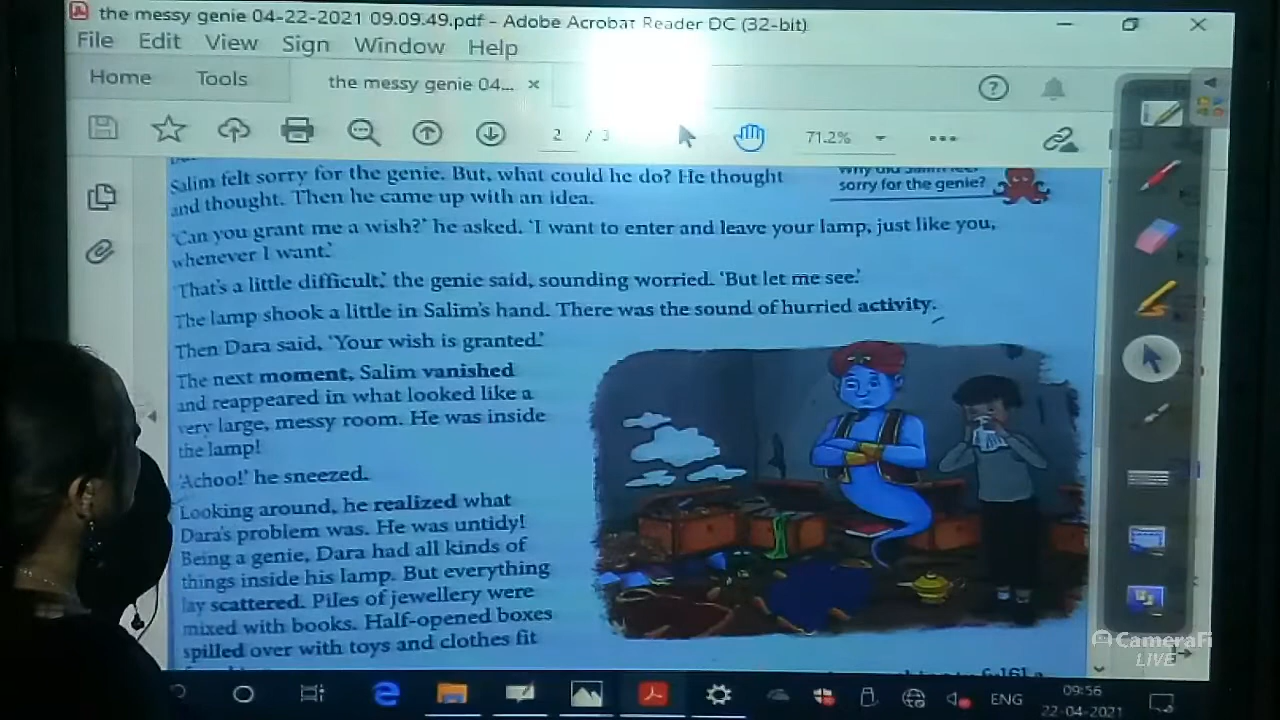 the messy genie 04-22-2021 09.09.49.pdf - Adobe Acrobat Reader DC (32-bit)
File Edit View Sign Window Help
Home Tools the messy genie 04... ×
2 / 3 71.2%
Salim felt sorry for the genie. But, what could he do? He thought
and thought. Then he came up with an idea.
sorry for the genie?
'Can you grant me a wish?' he asked. 'I want to enter and leave your lamp, just like you,
whenever I want.'
'That's a little difficult,' the genie said, sounding worried. 'But let me see.'
The lamp shook a little in Salim's hand. There was the sound of hurried activity.
Then Dara said, 'Your wish is granted.'
The next moment, Salim vanished
and reappeared in what looked like a
very large, messy room. He was inside
the lamp!
'Achoo!' he sneezed.
Looking around, he realized what
Dara's problem was. He was untidy!
Being a genie, Dara had all kinds of
things inside his lamp. But everything
lay scattered. Piles of jewellery were
mixed with books. Half-opened boxes
spilled over with toys and clothes fit
CameraFi
LIVE
ENG
09:56
22-04-2021